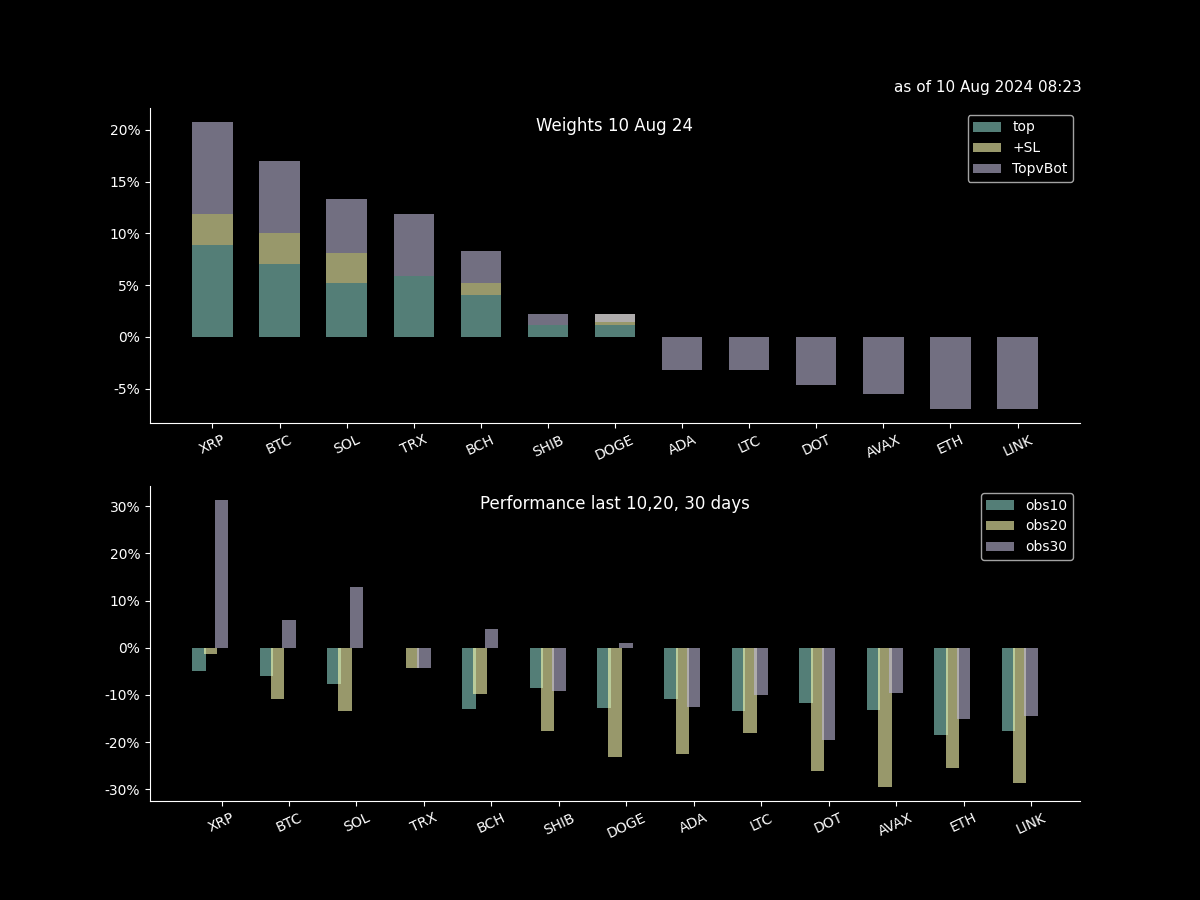 as of 10 Aug 2024 08:23
Weights 10 Aug 24
top
+SL
TopvBot
20%
15%
10%
5%
0%
-5%
XRP BTC SOL TRX BCH SHIB DOGE ADA LTC DOT AVAX ETH LINK
Performance last 10,20, 30 days
obs10
obs20
obs30
30%
20%
10%
0%
-10%
-20%
-30%
XRP BTC SOL TRX BCH SHIB DOGE ADA LTC DOT AVAX ETH LINK